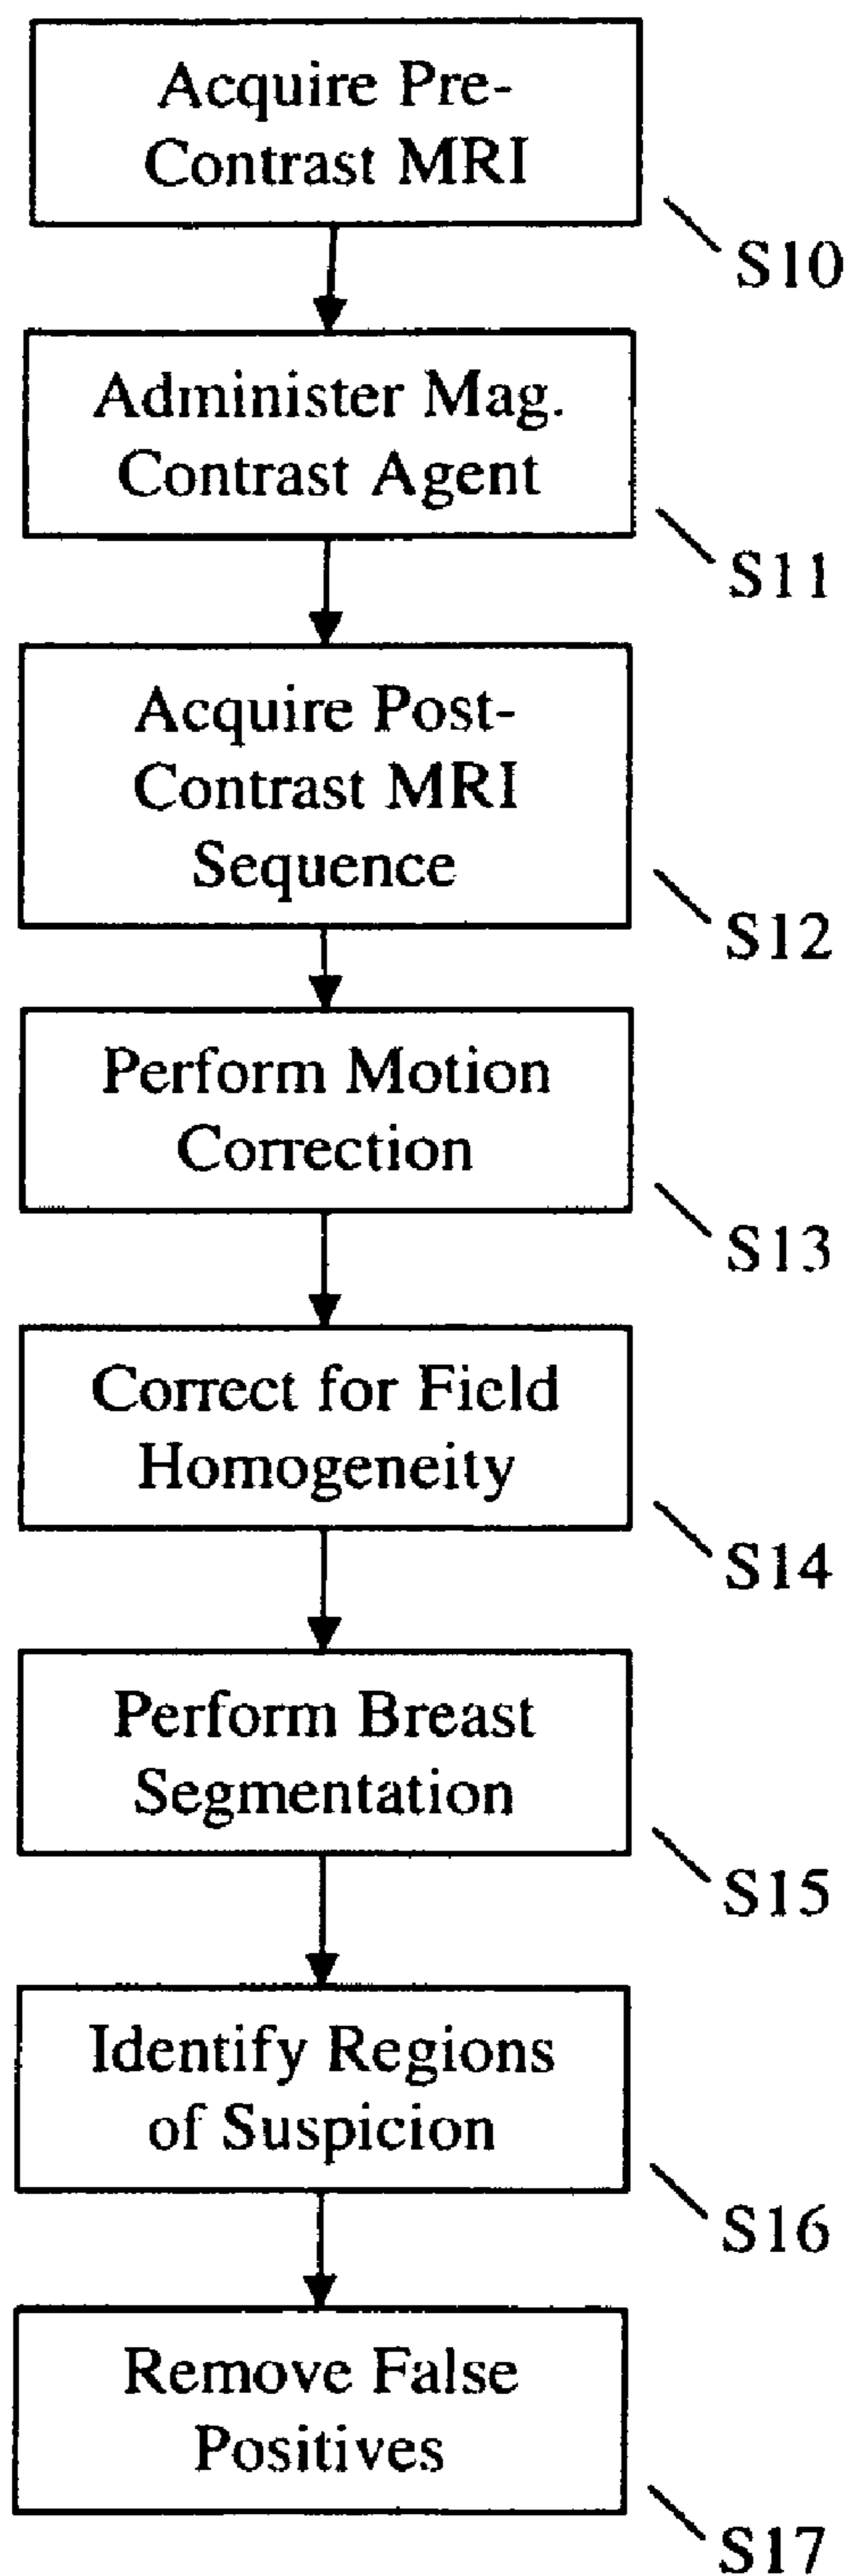 Acquire Pre-
Contrast MRI
S10
Administer Mag.
Contrast Agent
S11
Acquire Post-
Contrast MRI
Sequence
S12
Perform Motion
Correction
S13
Correct for Field
Homogeneity
S14
Perform Breast
Segmentation
S15
Identify Regions
of Suspicion
S16
Remove False
Positives
S17